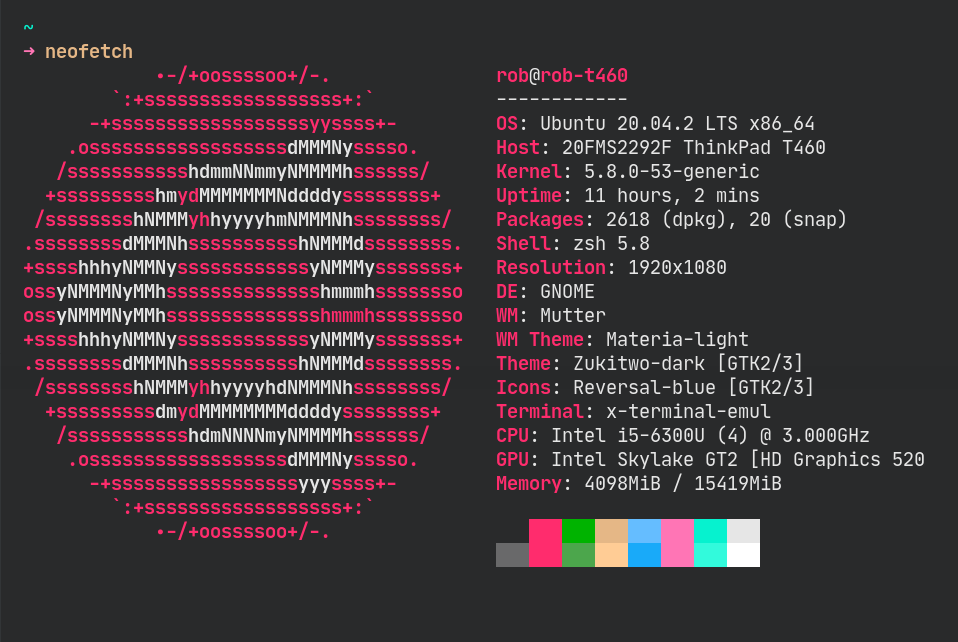 ~
→ neofetch
•-/+oossssoo+/-.
`:+ssssssssssssssssss+:`
-+ssssssssssssssssssyyssss+-
.ossssssssssssssssssdMMMNysssso.
/ssssssssssshdmmNNmmyNMMMMhssssss/
+ssssssssshmydMMMMMMMNddddyssssssss+
/sssssssshNMMMyhhyyyyhmNMMMNhssssssss/
.ssssssssdMMMNhsssssssssshNMMMdssssssss.
+sssshhhyNMMNyssssssssssssyNMMMysssssss+
ossyNMMMNyMMhsssssssssssssshmmmhssssssso
ossyNMMMNyMMhsssssssssssssshmmmhssssssso
+sssshhhyNMMNyssssssssssssyNMMMysssssss+
.ssssssssdMMMNhsssssssssshNMMMdssssssss.
/sssssssshNMMMyhhyyyyhdNMMMNhssssssss/
+sssssssssdmydMMMMMMMMddddyssssssss+
/ssssssssssshdmNNNNmyNMMMMhssssss/
.ossssssssssssssssssdMMMNysssso.
-+sssssssssssssssssyyyssss+-
`:+ssssssssssssssssss+:`
•-/+oossssoo+/-.
rob@rob-t460
------------
OS: Ubuntu 20.04.2 LTS x86_64
Host: 20FMS2292F ThinkPad T460
Kernel: 5.8.0-53-generic
Uptime: 11 hours, 2 mins
Packages: 2618 (dpkg), 20 (snap)
Shell: zsh 5.8
Resolution: 1920x1080
DE: GNOME
WM: Mutter
WM Theme: Materia-light
Theme: Zukitwo-dark [GTK2/3]
Icons: Reversal-blue [GTK2/3]
Terminal: x-terminal-emul
CPU: Intel i5-6300U (4) @ 3.000GHz
GPU: Intel Skylake GT2 [HD Graphics 520
Memory: 4098MiB / 15419MiB